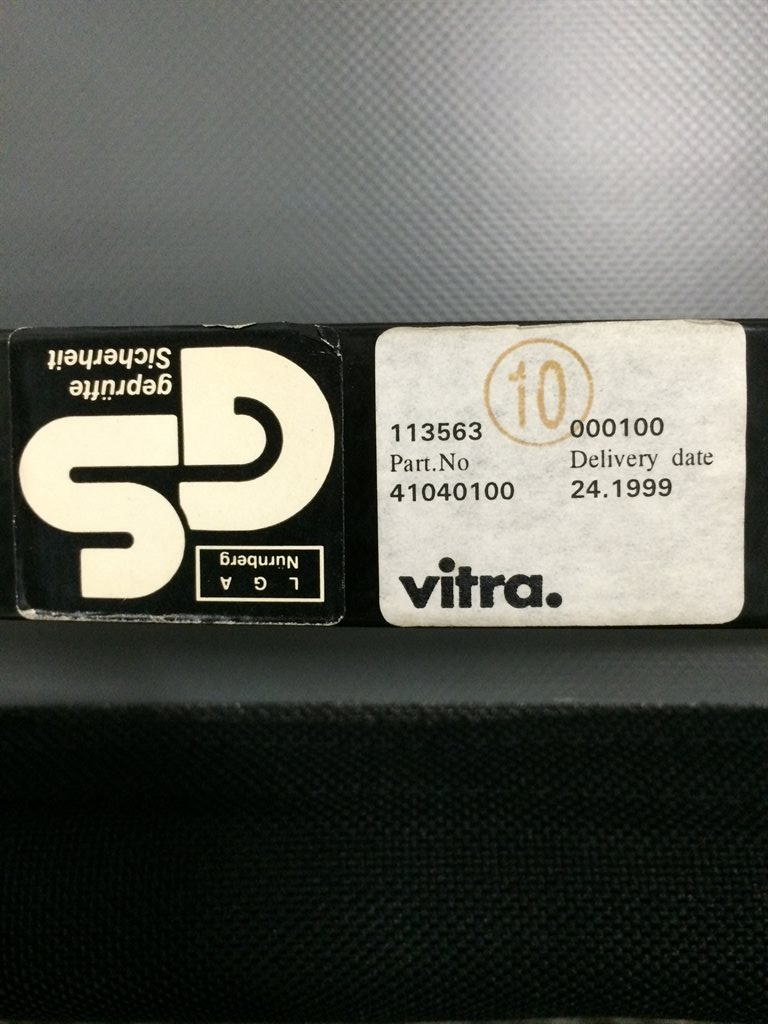 geprüfte
Sicherheit
GS
L G A
Nürnberg
10
113563 000100
Part.No Delivery date
41040100 24.1999
vitra.